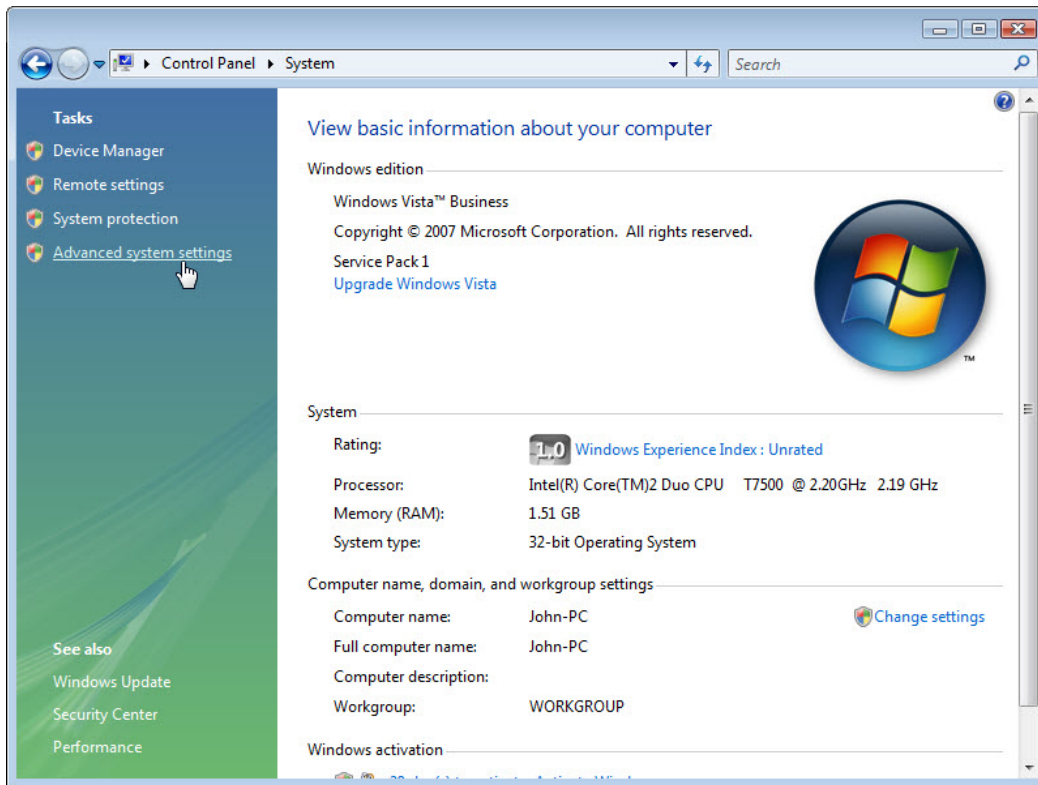 Control Panel System
Search
Tasks
Device Manager
Remote settings
System protection
Advanced system settings
See also
Windows Update
Security Center
Performance
View basic information about your computer
Windows edition
Windows Vista™ Business
Copyright © 2007 Microsoft Corporation. All rights reserved.
Service Pack 1
Upgrade Windows Vista
TM
System
Rating: 1,0 Windows Experience Index : Unrated
Processor: Intel(R) Core(TM)2 Duo CPU T7500 @ 2.20GHz 2.19 GHz
Memory (RAM): 1.51 GB
System type: 32-bit Operating System
Computer name, domain, and workgroup settings
Computer name: John-PC Change settings
Full computer name: John-PC
Computer description:
Workgroup: WORKGROUP
Windows activation